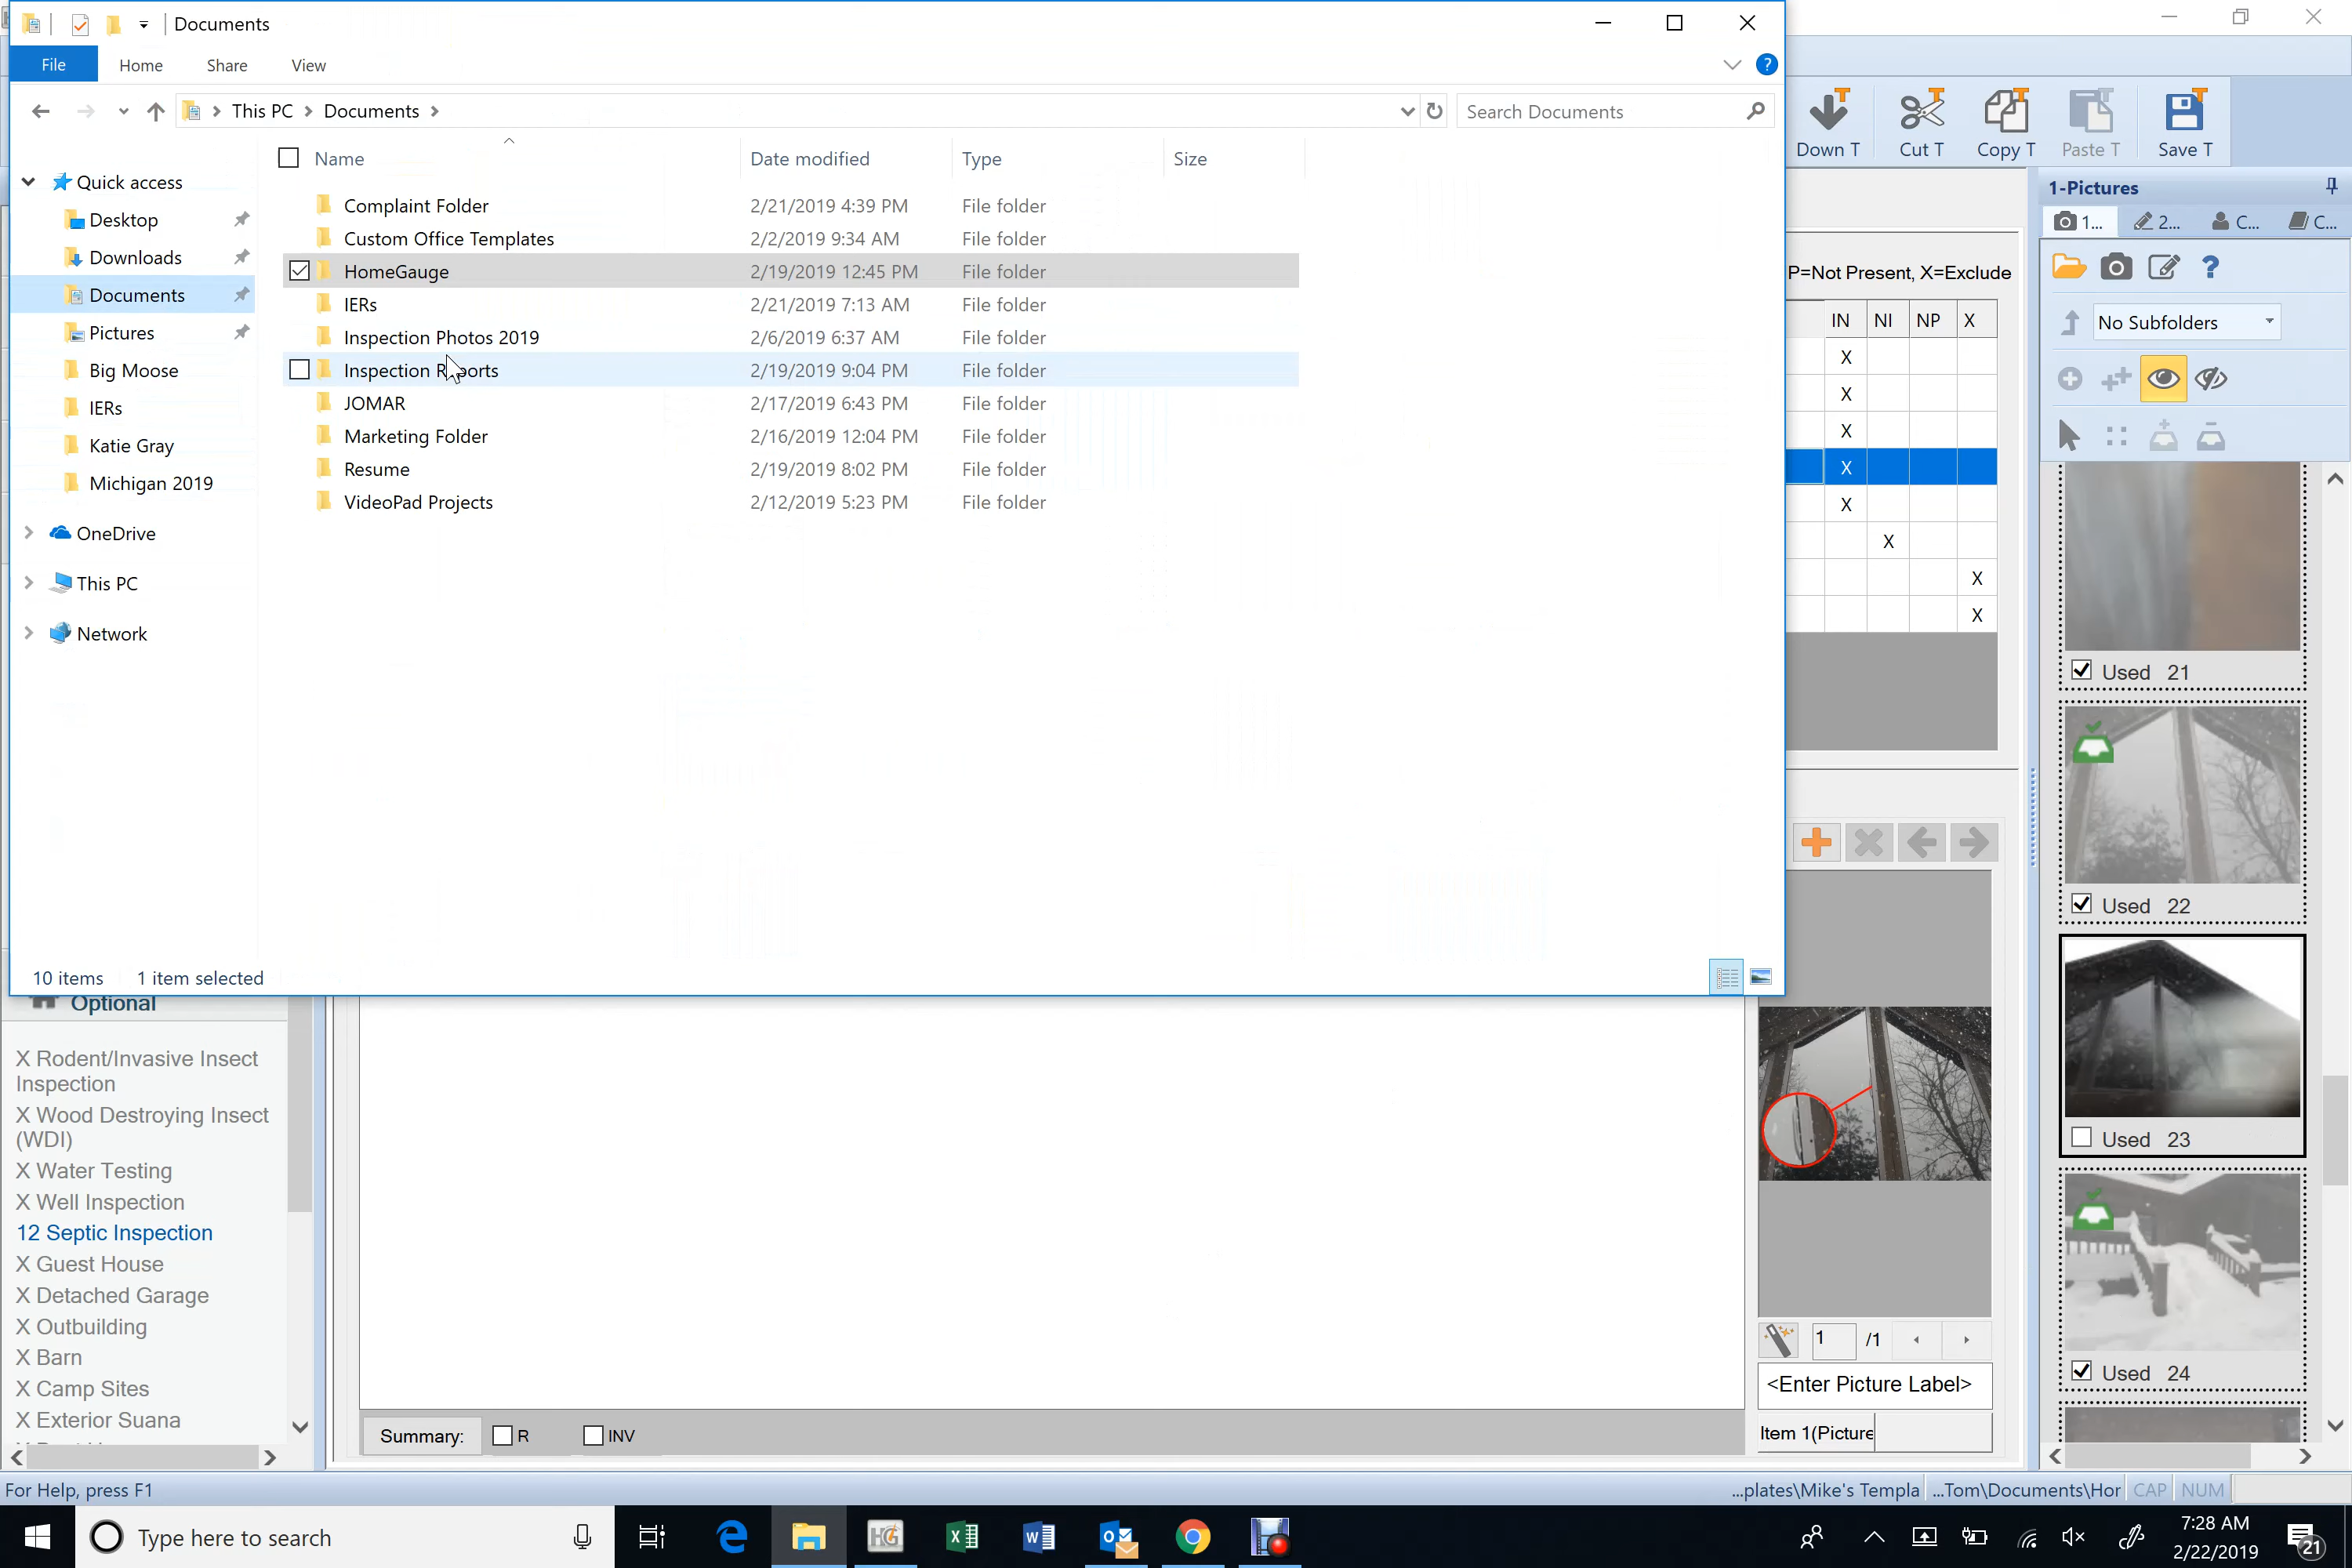 Documents
File Home Share View
This PC Documents
Search Documents
Name Date modified Type Size
Quick access
Desktop
Downloads
Documents
Pictures
Big Moose
IERs
Katie Gray
Michigan 2019
OneDrive
This PC
Network
Complaint Folder 2/21/2019 4:39 PM File folder
Custom Office Templates 2/2/2019 9:34 AM File folder
HomeGauge 2/19/2019 12:45 PM File folder
IERs 2/21/2019 7:13 AM File folder
Inspection Photos 2019 2/6/2019 6:37 AM File folder
Inspection Reports 2/19/2019 9:04 PM File folder
JOMAR 2/17/2019 6:43 PM File folder
Marketing Folder 2/16/2019 12:04 PM File folder
Resume 2/19/2019 8:02 PM File folder
VideoPad Projects 2/12/2019 5:23 PM File folder
10 items 1 item selected
Down T Cut T Copy T Paste T Save T
1-Pictures
1... 2... C... C...
P=Not Present, X=Exclude
No Subfolders
IN NI NP X
X
X
X
X
X
X
X
X
Used 21
Used 22
Used 23
Used 24
Optional
X Rodent/Invasive Insect
Inspection
X Wood Destroying Insect
(WDI)
X Water Testing
X Well Inspection
12 Septic Inspection
X Guest House
X Detached Garage
X Outbuilding
X Barn
X Camp Sites
X Exterior Suana
Summary: R INV
1 /1
<Enter Picture Label>
Item 1(Picture
For Help, press F1
...plates\Mike's Templa ...Tom\Documents\Hor CAP NUM
Type here to search
HG
7:28 AM
2/22/2019
21